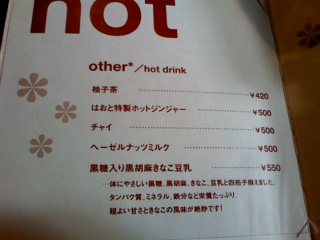 hot
other*／hot drink
柚子茶 ¥420
はおと特製ホットジンジャー ¥500
チャイ ¥500
ヘーゼルナッツミルク ¥500
黒糖入り黒胡麻きなこ豆乳 ¥550
…体にやさしい黒糖、黒胡麻、きなこ、豆乳と四拍子揃えました。
タンパク質、ミネラル、鉄分など栄養たっぷり。
程よい甘さときなこの風味が絶妙です！